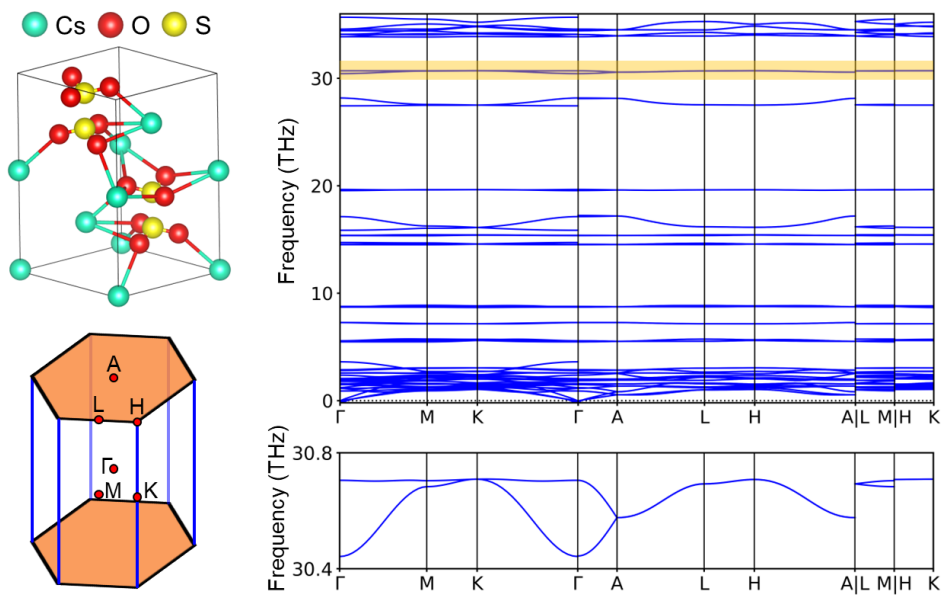 Cs O S
Frequency (THz)
30
20
10
0
Γ M K Γ A L H A|L M|H K
A
L H
Γ
M K
Frequency (THz)
30.8
30.4
Γ M K Γ A L H A|L M|H K